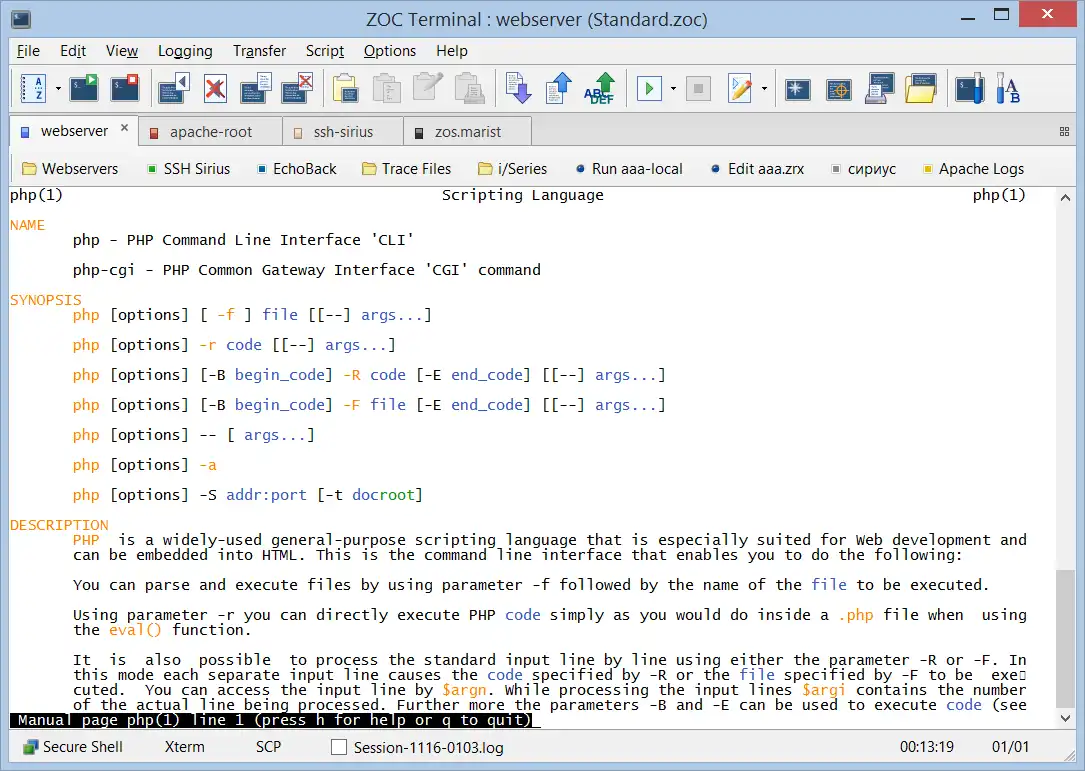 ZOC Terminal : webserver (Standard.zoc)
File Edit View Logging Transfer Script Options Help
A Z ABC DEF A B
webserver apache-root ssh-sirius zos.marist
Webservers SSH Sirius EchoBack Trace Files i/Series Run aaa-local Edit aaa.zrx сириус Apache Logs
php(1) Scripting Language php(1)
NAME
php - PHP Command Line Interface 'CLI'
php-cgi - PHP Common Gateway Interface 'CGI' command
SYNOPSIS
php [options] [ -f ] file [[--] args...]
php [options] -r code [[--] args...]
php [options] [-B begin_code] -R code [-E end_code] [[--] args...]
php [options] [-B begin_code] -F file [-E end_code] [[--] args...]
php [options] -- [ args...]
php [options] -a
php [options] -S addr:port [-t docroot]
DESCRIPTION
PHP is a widely-used general-purpose scripting language that is especially suited for Web development and
can be embedded into HTML. This is the command line interface that enables you to do the following:
You can parse and execute files by using parameter -f followed by the name of the file to be executed.
Using parameter -r you can directly execute PHP code simply as you would do inside a .php file when using
the eval() function.
It is also possible to process the standard input line by line using either the parameter -R or -F. In
this mode each separate input line causes the code specified by -R or the file specified by -F to be exe▯
cuted. You can access the input line by $argn. While processing the input lines $argi contains the number
of the actual line being processed. Further more the parameters -B and -E can be used to execute code (see
Manual page php(1) line 1 (press h for help or q to quit)_
Secure Shell Xterm SCP Session-1116-0103.log 00:13:19 01/01